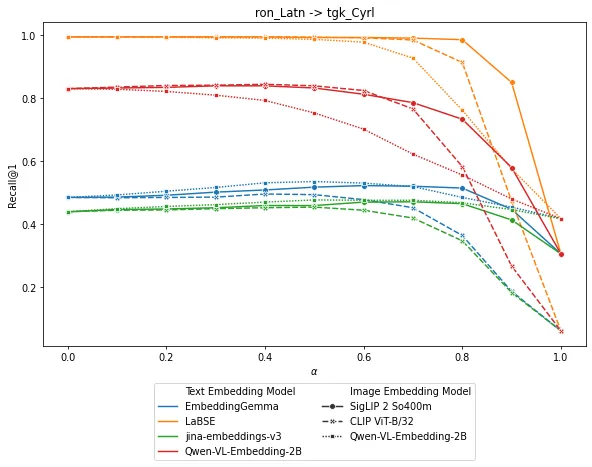 ron_Latn -> tgk_Cyrl
1.0
0.8
0.6
0.4
0.2
Recall@1
0.0 0.2 0.4 0.6 0.8 1.0
α
Text Embedding Model Image Embedding Model
EmbeddingGemma SigLIP 2 So400m
LaBSE CLIP ViT-B/32
jina-embeddings-v3 Qwen-VL-Embedding-2B
Qwen-VL-Embedding-2B